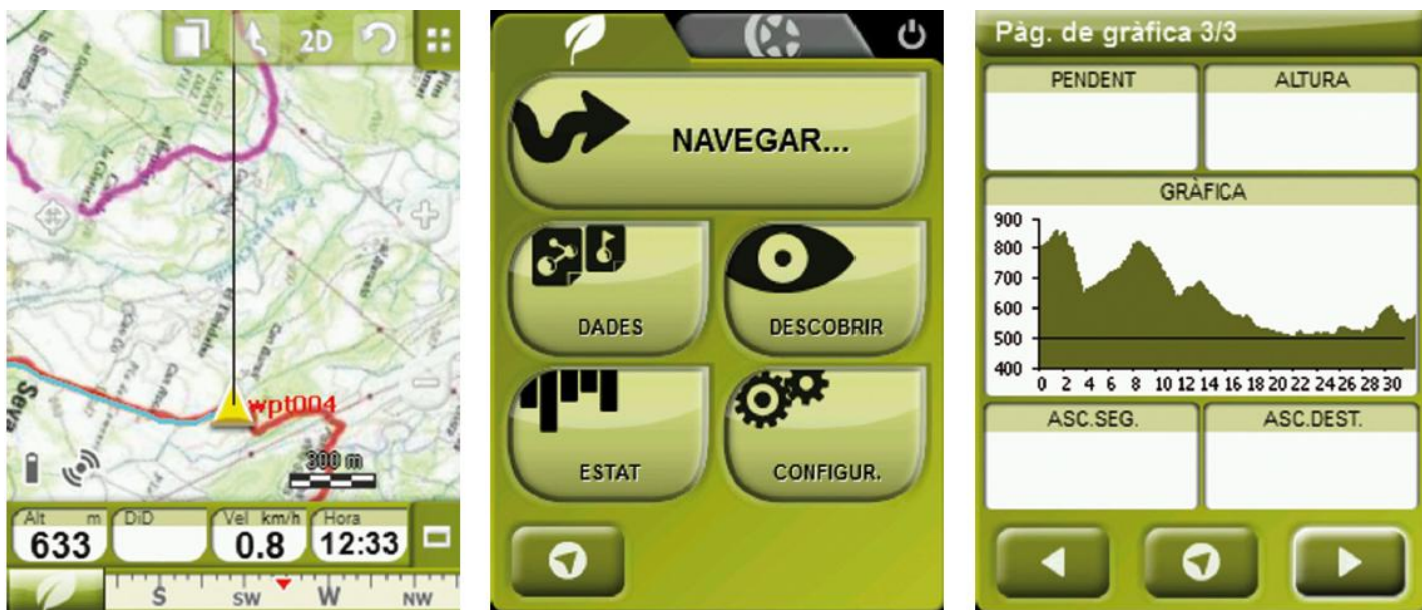 2D
wpt004
Seva
300 m
Alt m DiD Vel km/h Hora
633 0.8 12:33
S SW W NW
NAVEGAR...
DADES DESCOBRIR
ESTAT CONFIGUR.
Pàg. de gràfica 3/3
PENDENT ALTURA
GRÀFICA
900
800
700
600
500
400
0 2 4 6 8 10 12 14 16 18 20 22 24 26 28 30
ASC.SEG. ASC.DEST.